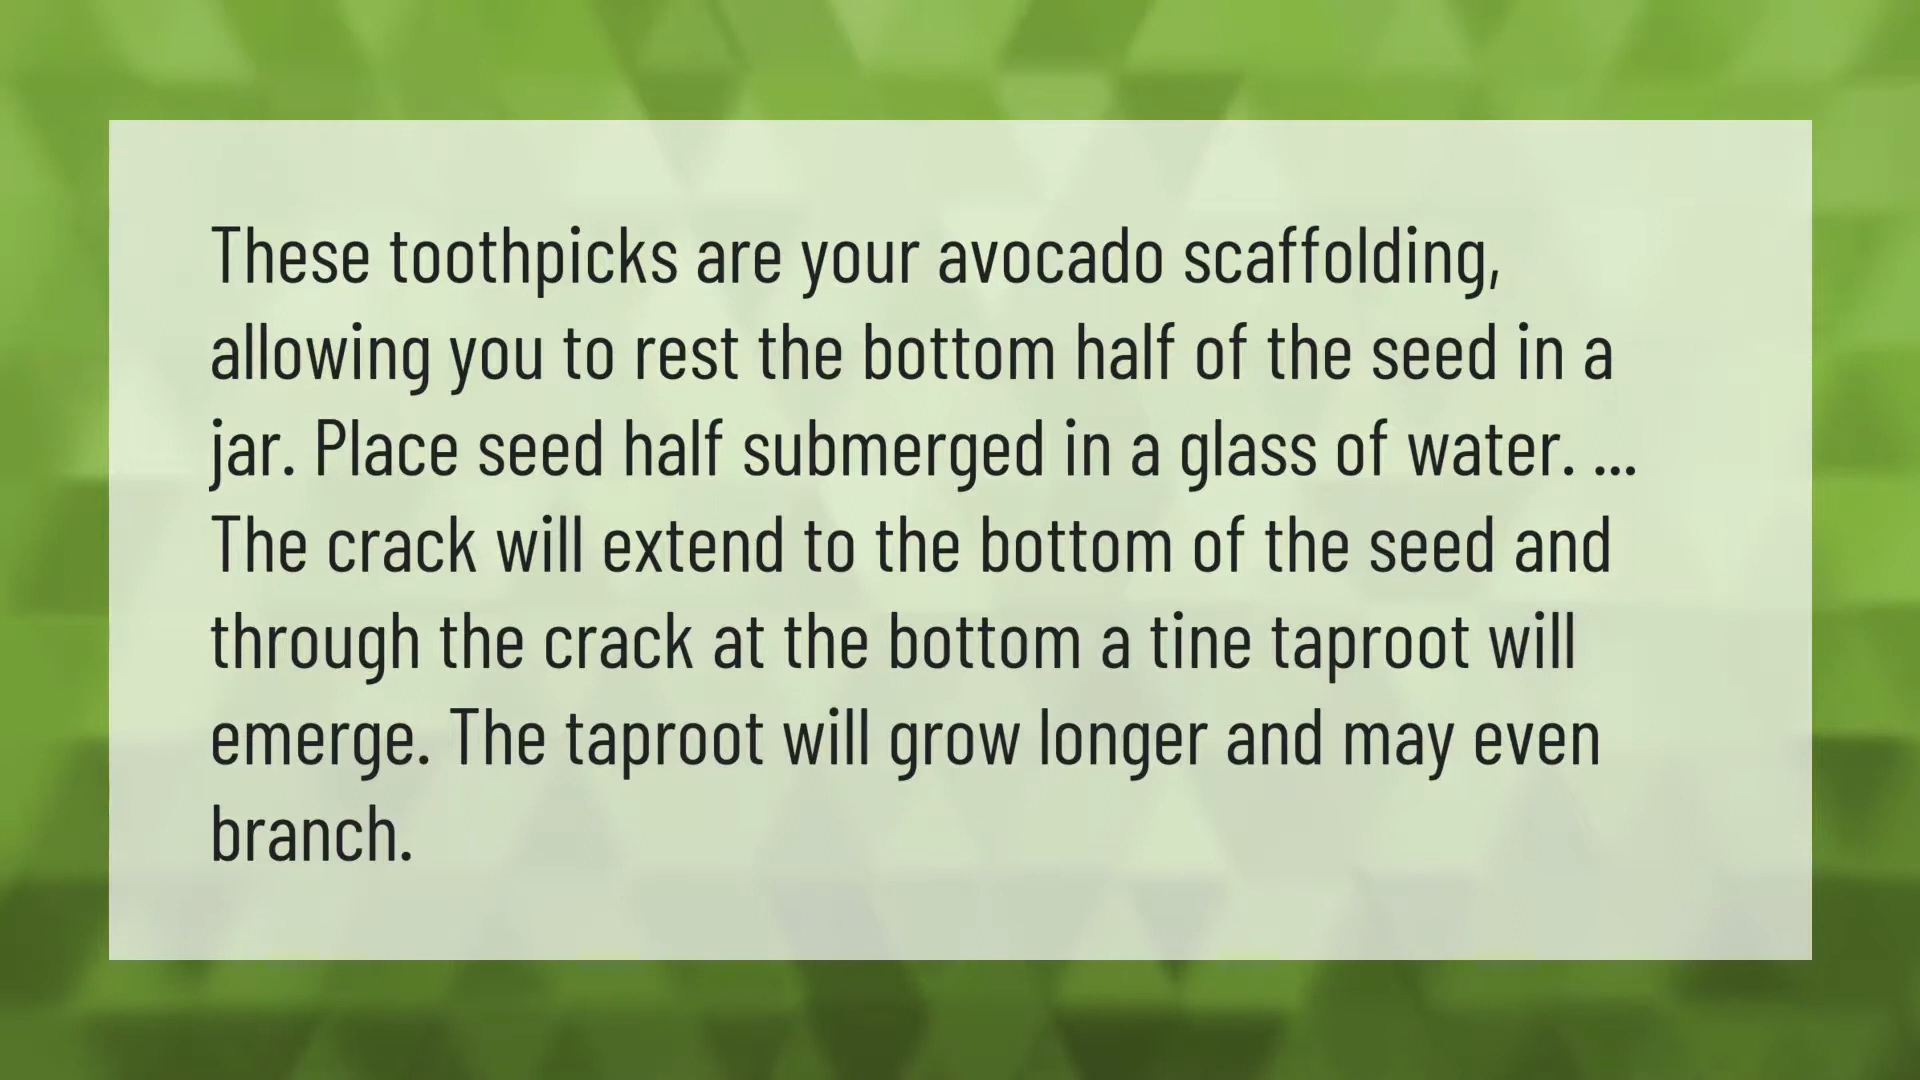 These toothpicks are your avocado scaffolding,
allowing you to rest the bottom half of the seed in a
jar. Place seed half submerged in a glass of water. ...
The crack will extend to the bottom of the seed and
through the crack at the bottom a tine taproot will
emerge. The taproot will grow longer and may even
branch.